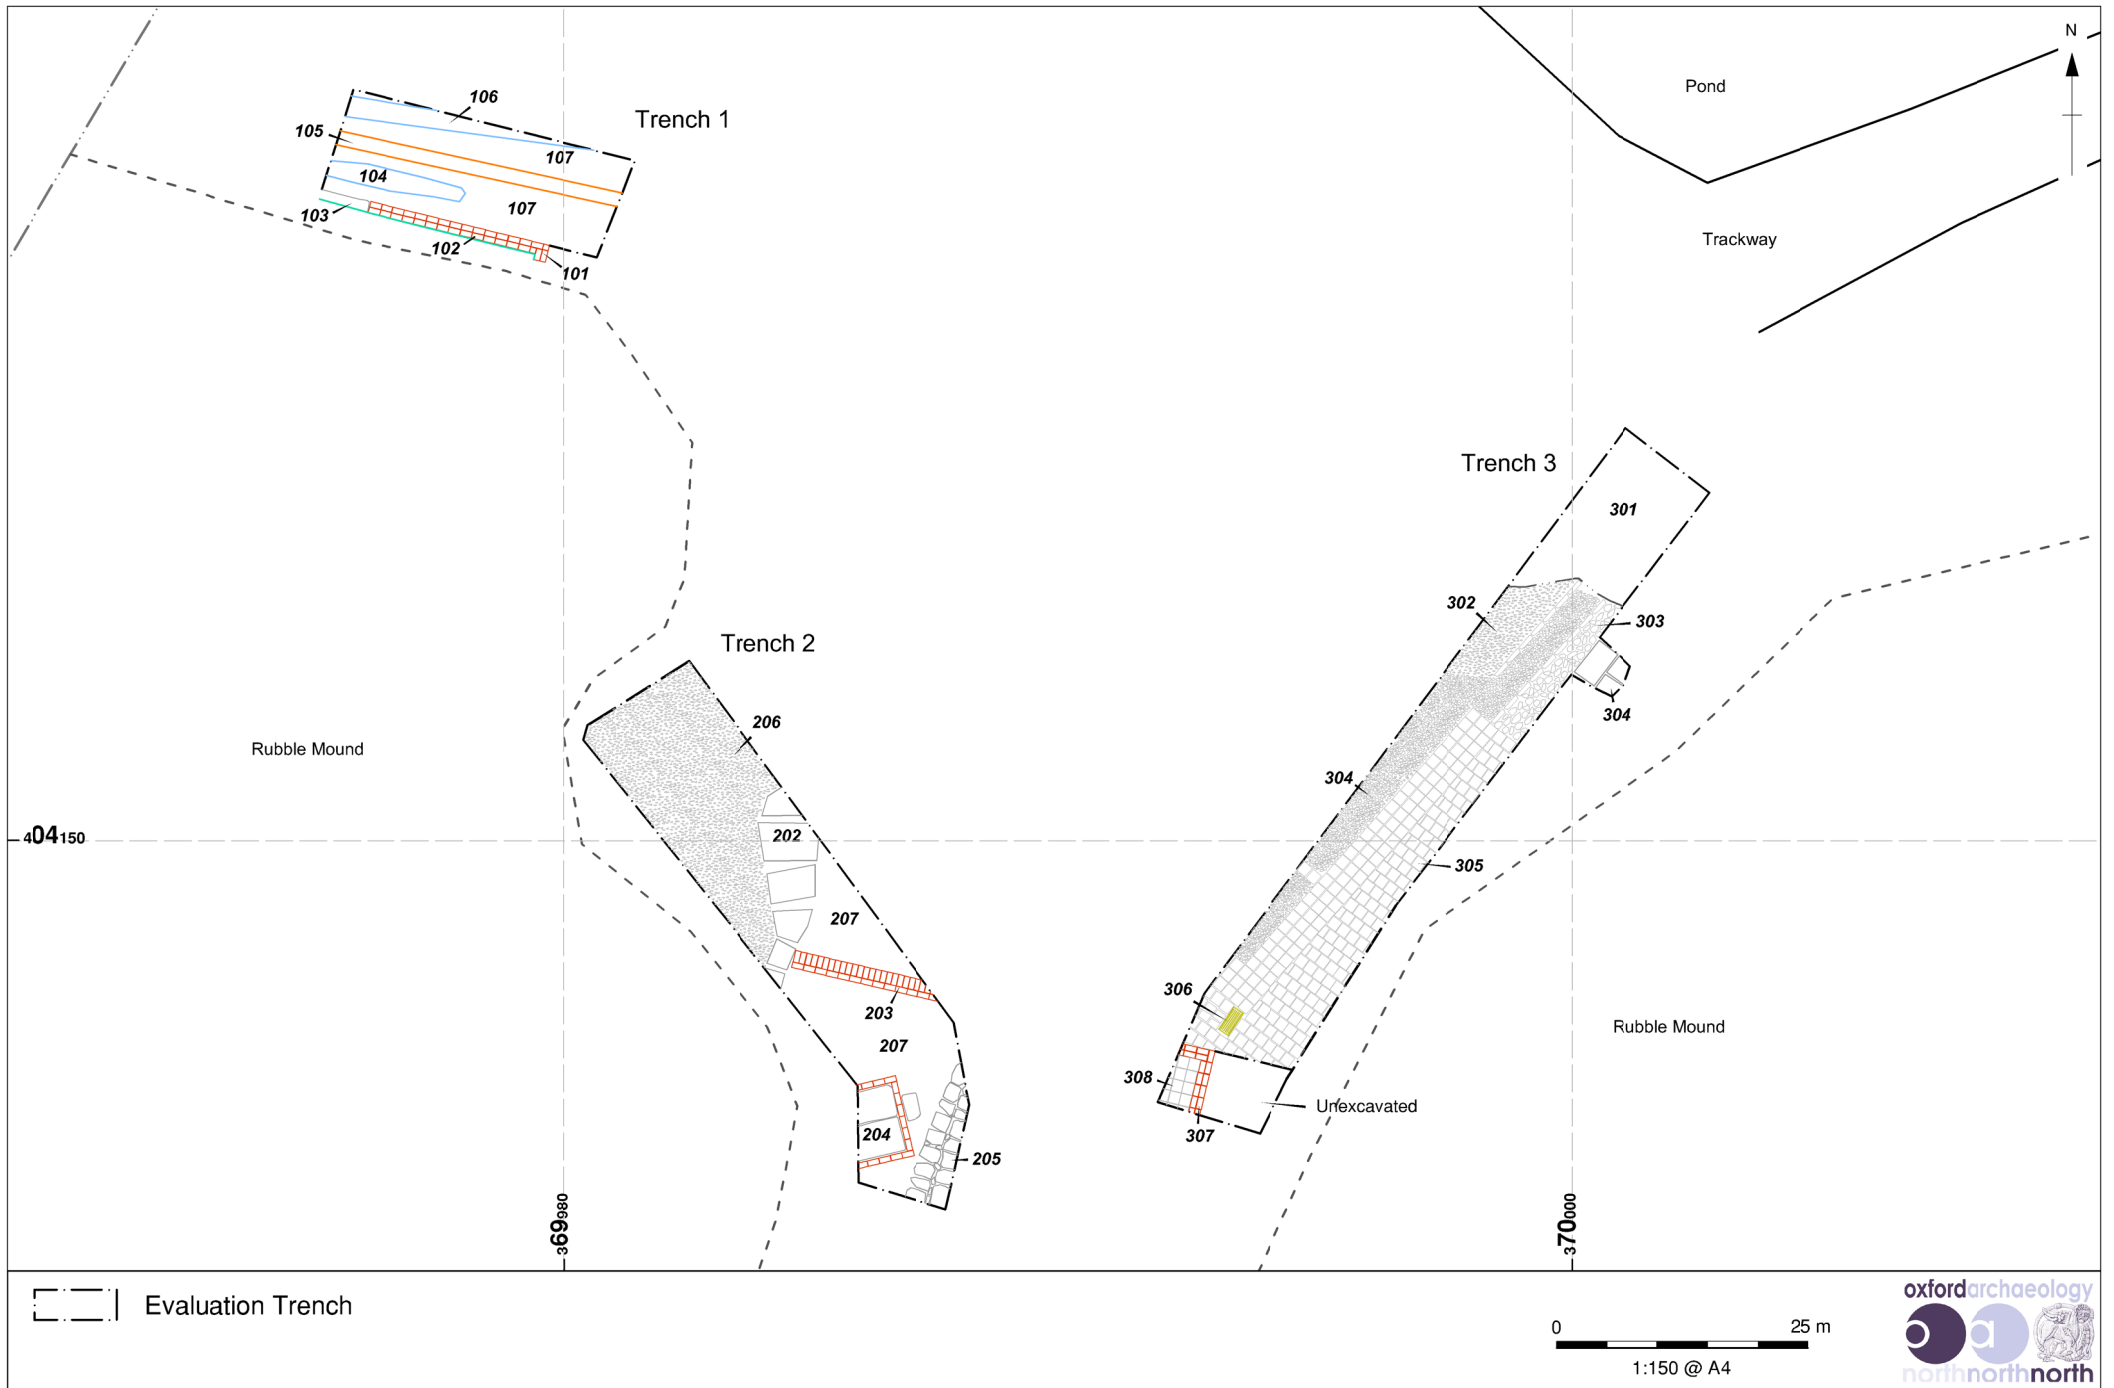 N
Pond
Trackway
Trench 1
106
105
107
104
107
103
102
101
Trench 3
301
302
303
304
304
305
306
308
307
Unexcavated
Trench 2
206
202
207
203
207
204
205
Rubble Mound
Rubble Mound
404150
369980
370000
Evaluation Trench
0 25 m
1:150 @ A4
oxfordarchaeology
o a
northnorthnorth